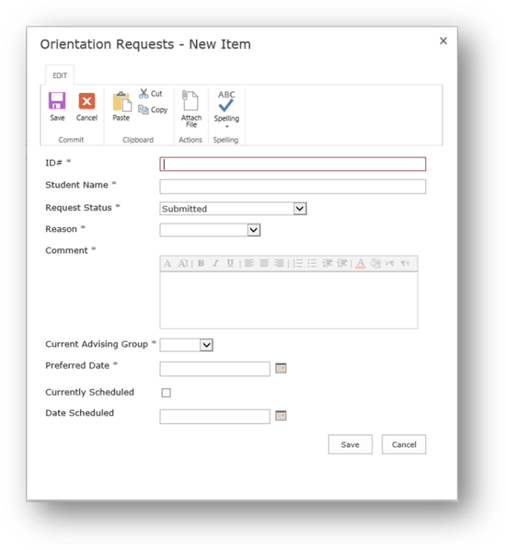 Orientation Requests - New Item
EDIT
Save Cancel Paste Cut Copy Attach File ABC Spelling
Commit Clipboard Actions Spelling
ID# *
Student Name *
Request Status * Submitted
Reason *
Comment *
A A B I U A
Current Advising Group *
Preferred Date *
Currently Scheduled
Date Scheduled
Save Cancel